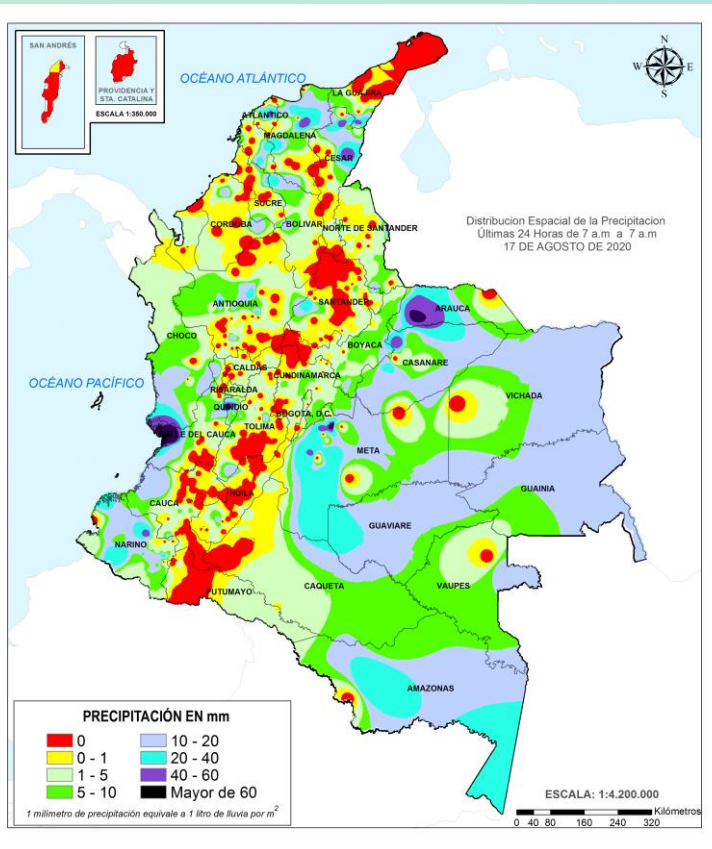 SAN ANDRÉS
PROVIDENCIA Y
STA. CATALINA
ESCALA 1:350.000
OCÉANO ATLÁNTICO
N
W
E
S
LA GUAJIRA
ATLANTICO
MAGDALENA
CESAR
SUCRE
CORDOBA
BOLIVAR
NORTE DE SANTANDER
Distribucion Espacial de la Precipitacion
Últimas 24 Horas de 7 a.m a 7 a.m
17 DE AGOSTO DE 2020
ANTIOQUIA
SANTANDER
ARAUCA
CHOCO
BOYACA
CASANARE
CALDAS
CUNDINAMARCA
OCÉANO PACÍFICO
RISARALDA
VICHADA
QUINDIO
BOGOTA, D.C.
TOLIMA
LE DEL CAUCA
META
GUAINIA
HUILA
CAUCA
GUAVIARE
NARIÑO
PUTUMAYO
CAQUETA
VAUPES
AMAZONAS
PRECIPITACIÓN EN mm
0
10 - 20
0 - 1
20 - 40
1 - 5
40 - 60
5 - 10
Mayor de 60
1 milimetro de precipitación equivale a 1 litro de lluvia por m²
ESCALA: 1:4.200.000
Kilómetros
0 40 80 160 240 320